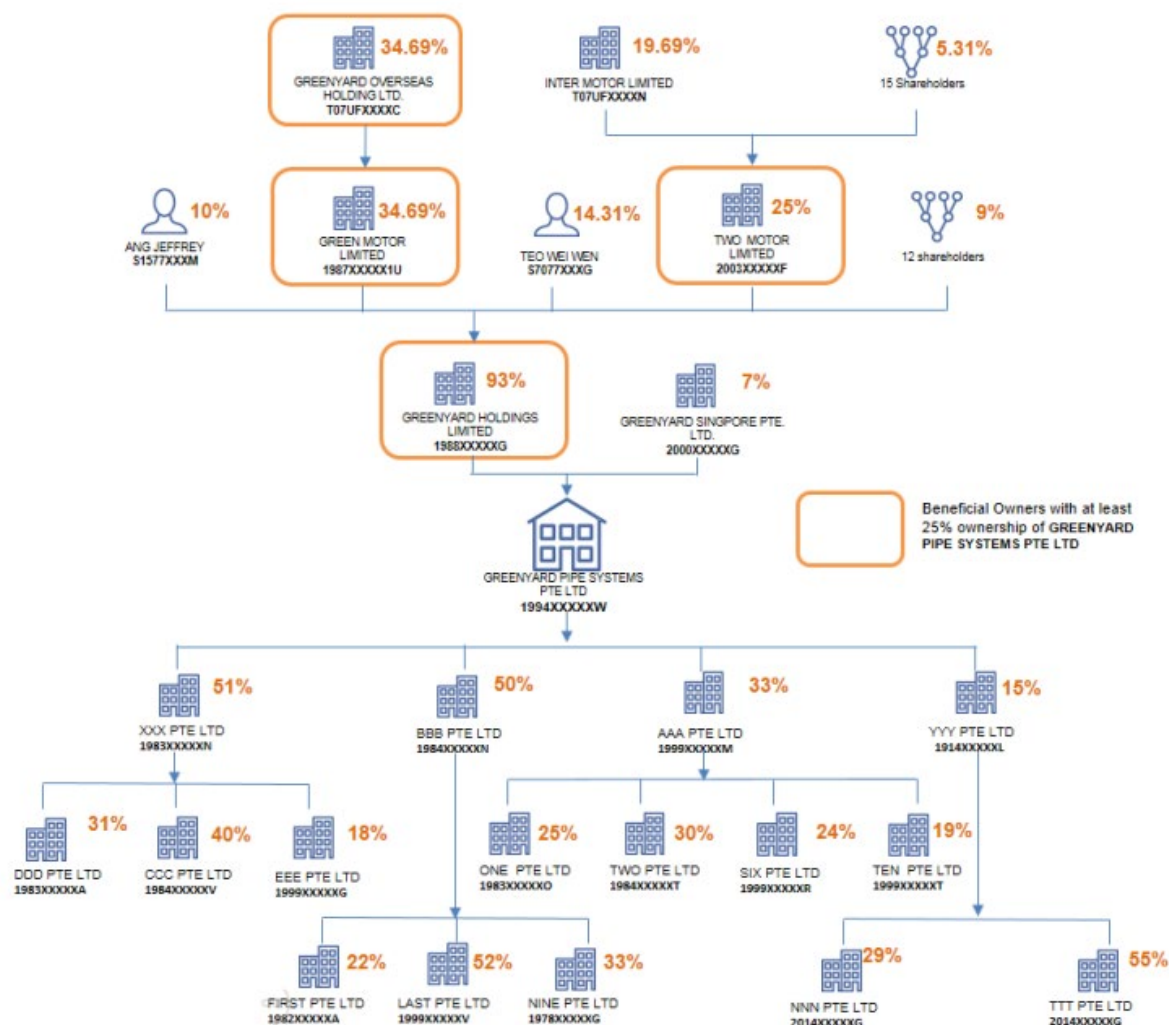 34.69%
GREENYARD OVERSEAS
HOLDING LTD.
T07UFXXXXC
19.69%
INTER MOTOR LIMITED
T07UFXXXXN
5.31%
15 Shareholders
10%
ANG JEFFREY
S1577XXXM
34.69%
GREEN MOTOR
LIMITED
1987XXXXX1U
14.31%
TEO WEI WEN
S7077XXXG
25%
TWO MOTOR
LIMITED
2003XXXXXF
9%
12 shareholders
93%
GREENYARD HOLDINGS
LIMITED
1988XXXXXG
7%
GREENYARD SINGPORE PTE.
LTD.
2000XXXXXG
GREENYARD PIPE SYSTEMS
PTE LTD
1994XXXXXW
Beneficial Owners with at least
25% ownership of GREENYARD
PIPE SYSTEMS PTE LTD
51%
XXX PTE LTD
1983XXXXXN
50%
BBB PTE LTD
1984XXXXXN
33%
AAA PTE LTD
1999XXXXXM
15%
YYY PTE LTD
1914XXXXXL
31%
DDD PTE LTD
1983XXXXXA
40%
CCC PTE LTD
1984XXXXXV
18%
EEE PTE LTD
1999XXXXXG
25%
ONE PTE LTD
1983XXXXXO
30%
TWO PTE LTD
1984XXXXXT
24%
SIX PTE LTD
1999XXXXXR
19%
TEN PTE LTD
1999XXXXXT
22%
FIRST PTE LTD
1982XXXXXA
52%
LAST PTE LTD
1999XXXXXV
33%
NINE PTE LTD
1978XXXXXG
29%
NNN PTE LTD
2014XXXXXG
55%
TTT PTE LTD
2014XXXXXG